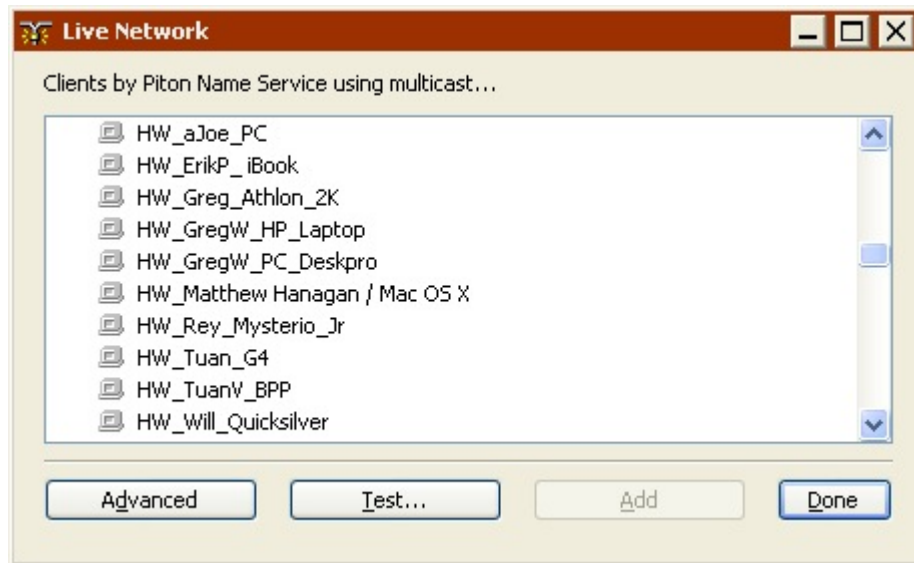 Live Network
Clients by Piton Name Service using multicast...
HW_aJoe_PC
HW_ErikP_ iBook
HW_Greg_Athlon_2K
HW_GregW_HP_Laptop
HW_GregW_PC_Deskpro
HW_Matthew Hanagan / Mac OS X
HW_Rey_Mysterio_Jr
HW_Tuan_G4
HW_TuanV_BPP
HW_Will_Quicksilver
Advanced Test... Add Done